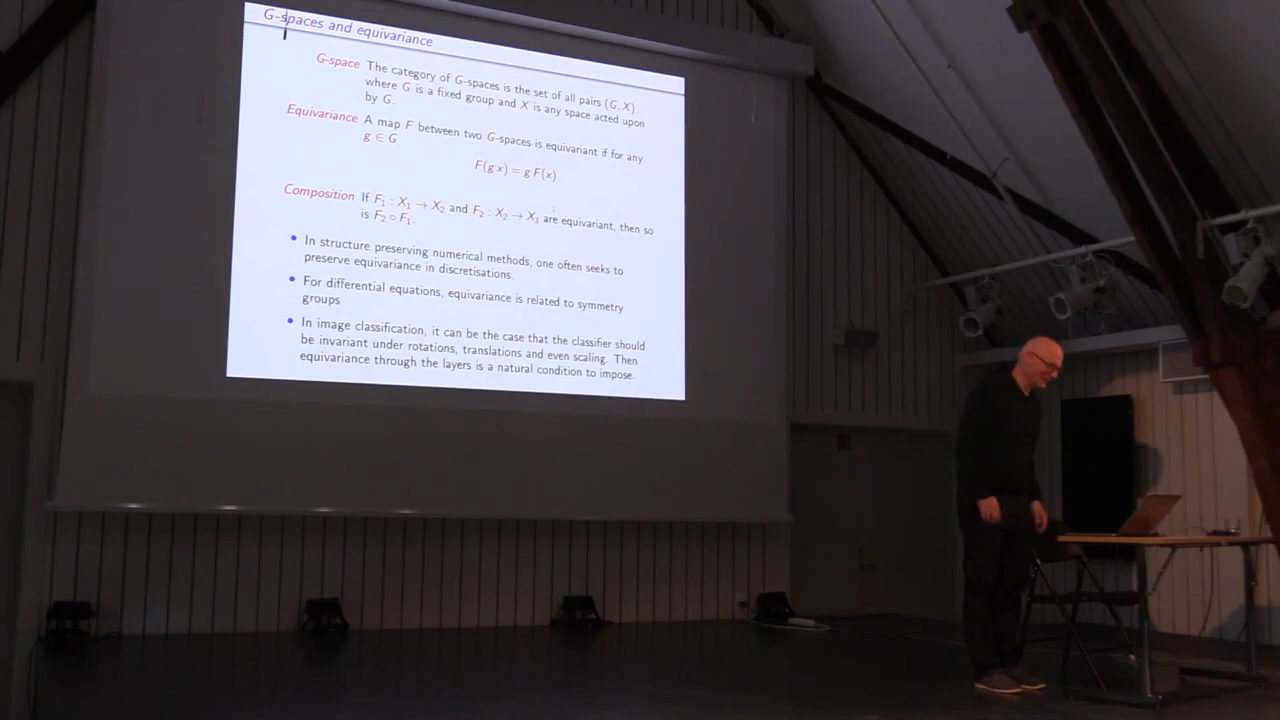 G-spaces and equivariance
G-space The category of G-spaces is the set of all pairs (G, X)
where G is a fixed group and X is any space acted upon
by G.
Equivariance A map F between two G-spaces is equivariant if for any
g ∈ G
F(g x) = g F(x)
Composition If F₁ : X₁ → X₂ and F₂ : X₂ → X₃ are equivariant, then so
is F₂ ∘ F₁.
• In structure preserving numerical methods, one often seeks to
preserve equivariance in discretisations.
• For differential equations, equivariance is related to symmetry
groups
• In image classification, it can be the case that the classifier should
be invariant under rotations, translations and even scaling. Then
equivariance through the layers is a natural condition to impose.